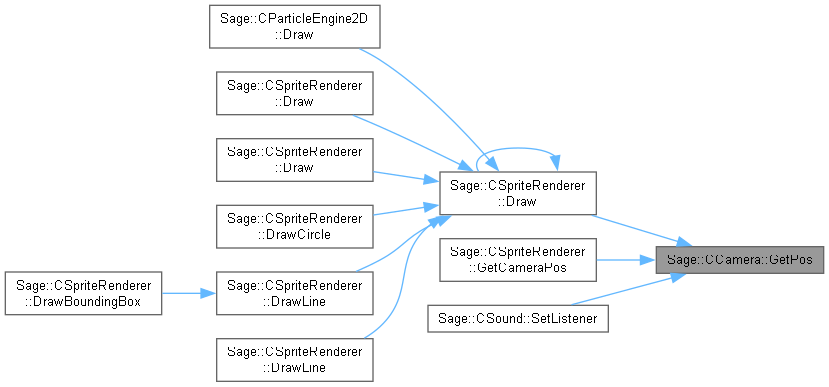 Sage::CParticleEngine2D
::Draw
Sage::CSpriteRenderer
::Draw
Sage::CSpriteRenderer
::Draw
Sage::CSpriteRenderer
::DrawCircle
Sage::CSpriteRenderer
::DrawBoundingBox
Sage::CSpriteRenderer
::DrawLine
Sage::CSpriteRenderer
::DrawLine
Sage::CSpriteRenderer
::Draw
Sage::CSpriteRenderer
::GetCameraPos
Sage::CSound::SetListener
Sage::CCamera::GetPos